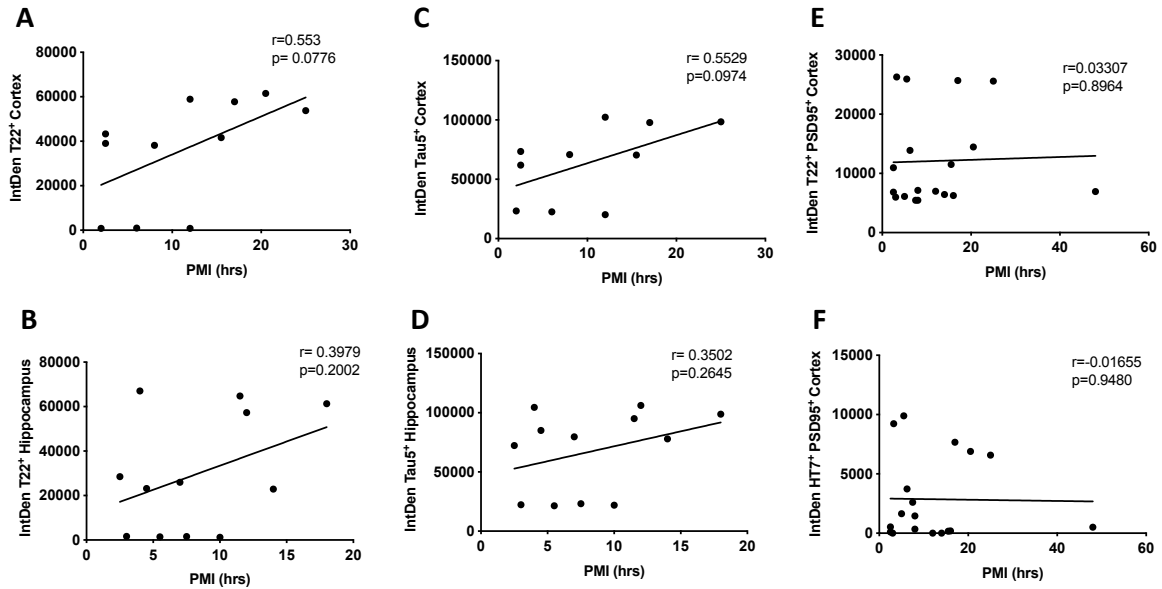 A
r=0.553
p= 0.0776
IntDen T22+ Cortex
80000
60000
40000
20000
0
0 10 20 30
PMI (hrs)
C
r= 0.5529
p=0.0974
IntDen Tau5+ Cortex
150000
100000
50000
0
0 10 20 30
PMI (hrs)
E
r=0.03307
p=0.8964
IntDen T22+ PSD95+ Cortex
30000
20000
10000
0
0 20 40 60
PMI (hrs)
B
r= 0.3979
p=0.2002
IntDen T22+ Hippocampus
80000
60000
40000
20000
0
0 5 10 15 20
PMI (hrs)
D
r= 0.3502
p=0.2645
IntDen Tau5+ Hippocampus
150000
100000
50000
0
0 5 10 15 20
PMI (hrs)
F
r=-0.01655
p=0.9480
IntDen HT7+ PSD95+ Cortex
15000
10000
5000
0
0 20 40 60
PMI (hrs)